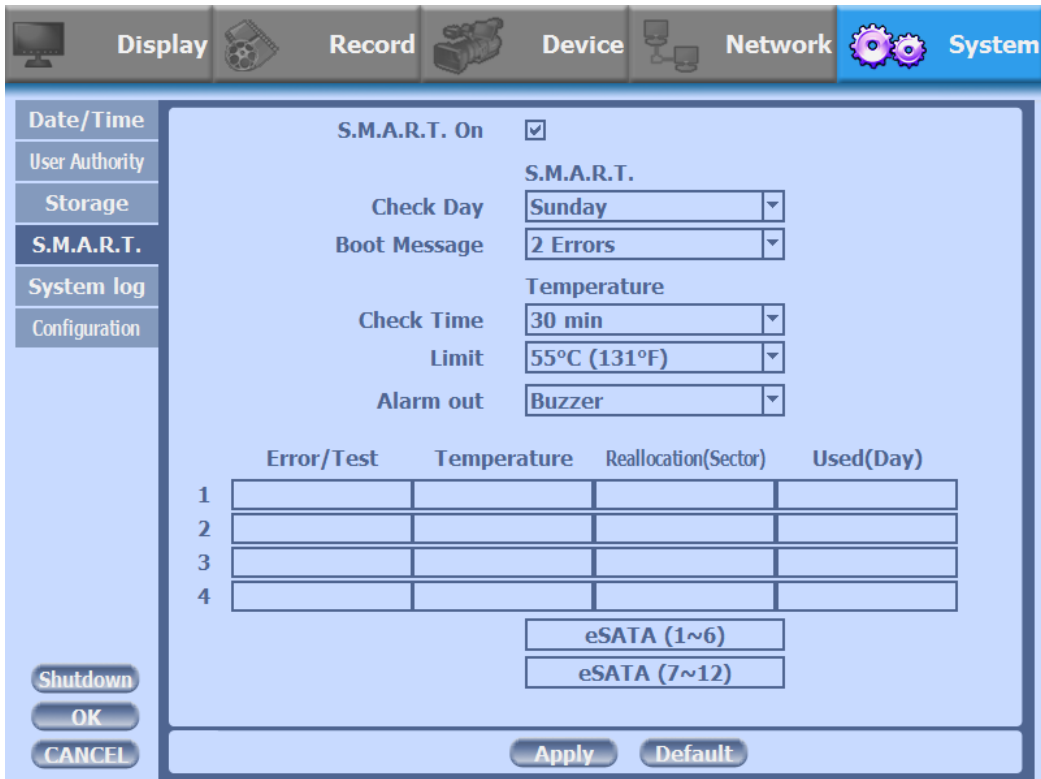 Display Record Device Network System
Date/Time
User Authority
Storage
S.M.A.R.T.
System log
Configuration
Shutdown
OK
CANCEL
S.M.A.R.T. On
S.M.A.R.T.
Check Day Sunday
Boot Message 2 Errors
Temperature
Check Time 30 min
Limit 55°C (131°F)
Alarm out Buzzer
Error/Test Temperature Reallocation(Sector) Used(Day)
1
2
3
4
eSATA (1~6)
eSATA (7~12)
Apply Default